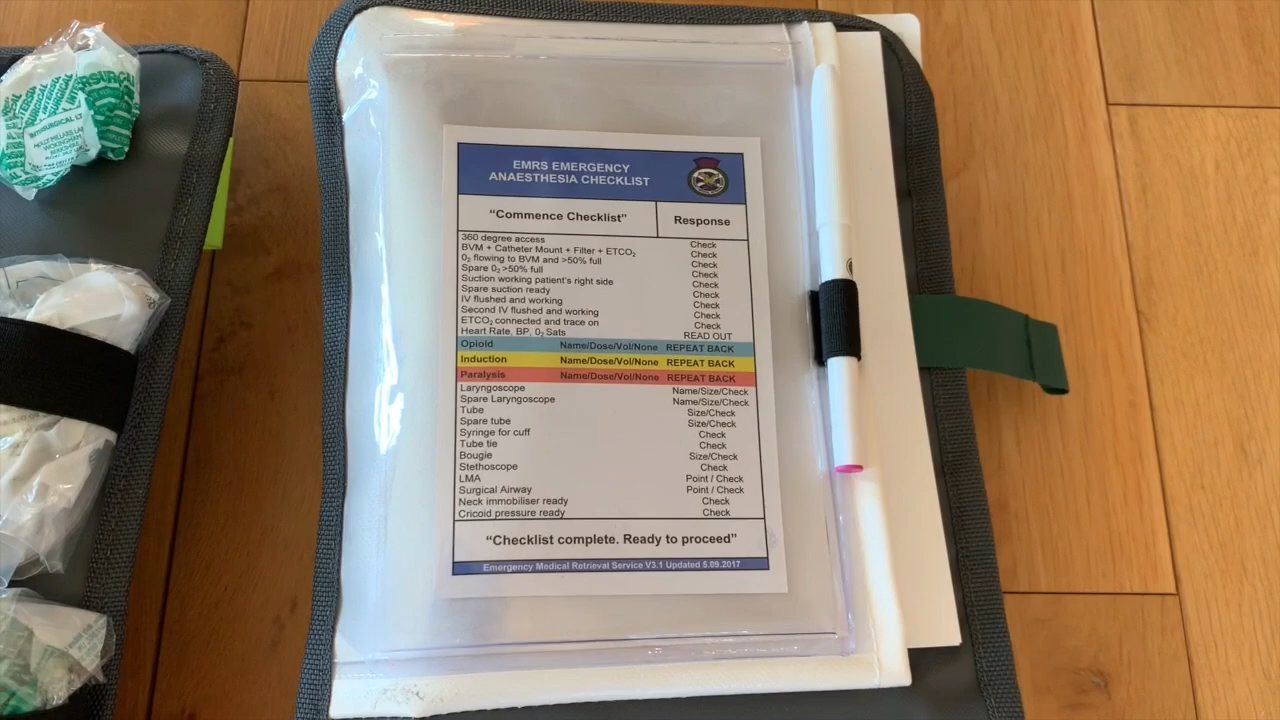 INTERSURGICAL LT
EMRS EMERGENCY
ANAESTHESIA CHECKLIST
“Commence Checklist” Response
360 degree access Check
BVM + Catheter Mount + Filter + ETCO₂ Check
0₂ flowing to BVM and >50% full Check
Spare 0₂ >50% full Check
Suction working patient's right side Check
Spare suction ready Check
IV flushed and working Check
Second IV flushed and working Check
ETCO₂ connected and trace on Check
Heart Rate, BP, 0₂ Sats READ OUT
Opioid Name/Dose/Vol/None REPEAT BACK
Induction Name/Dose/Vol/None REPEAT BACK
Paralysis Name/Dose/Vol/None REPEAT BACK
Laryngoscope Name/Size/Check
Spare Laryngoscope Name/Size/Check
Tube Size/Check
Spare tube Size/Check
Syringe for cuff Check
Tube tie Check
Bougie Size/Check
Stethoscope Check
LMA Point / Check
Surgical Airway Point / Check
Neck immobiliser ready Check
Cricoid pressure ready Check
“Checklist complete. Ready to proceed”
Emergency Medical Retrieval Service V3.1 Updated 5.09.2017